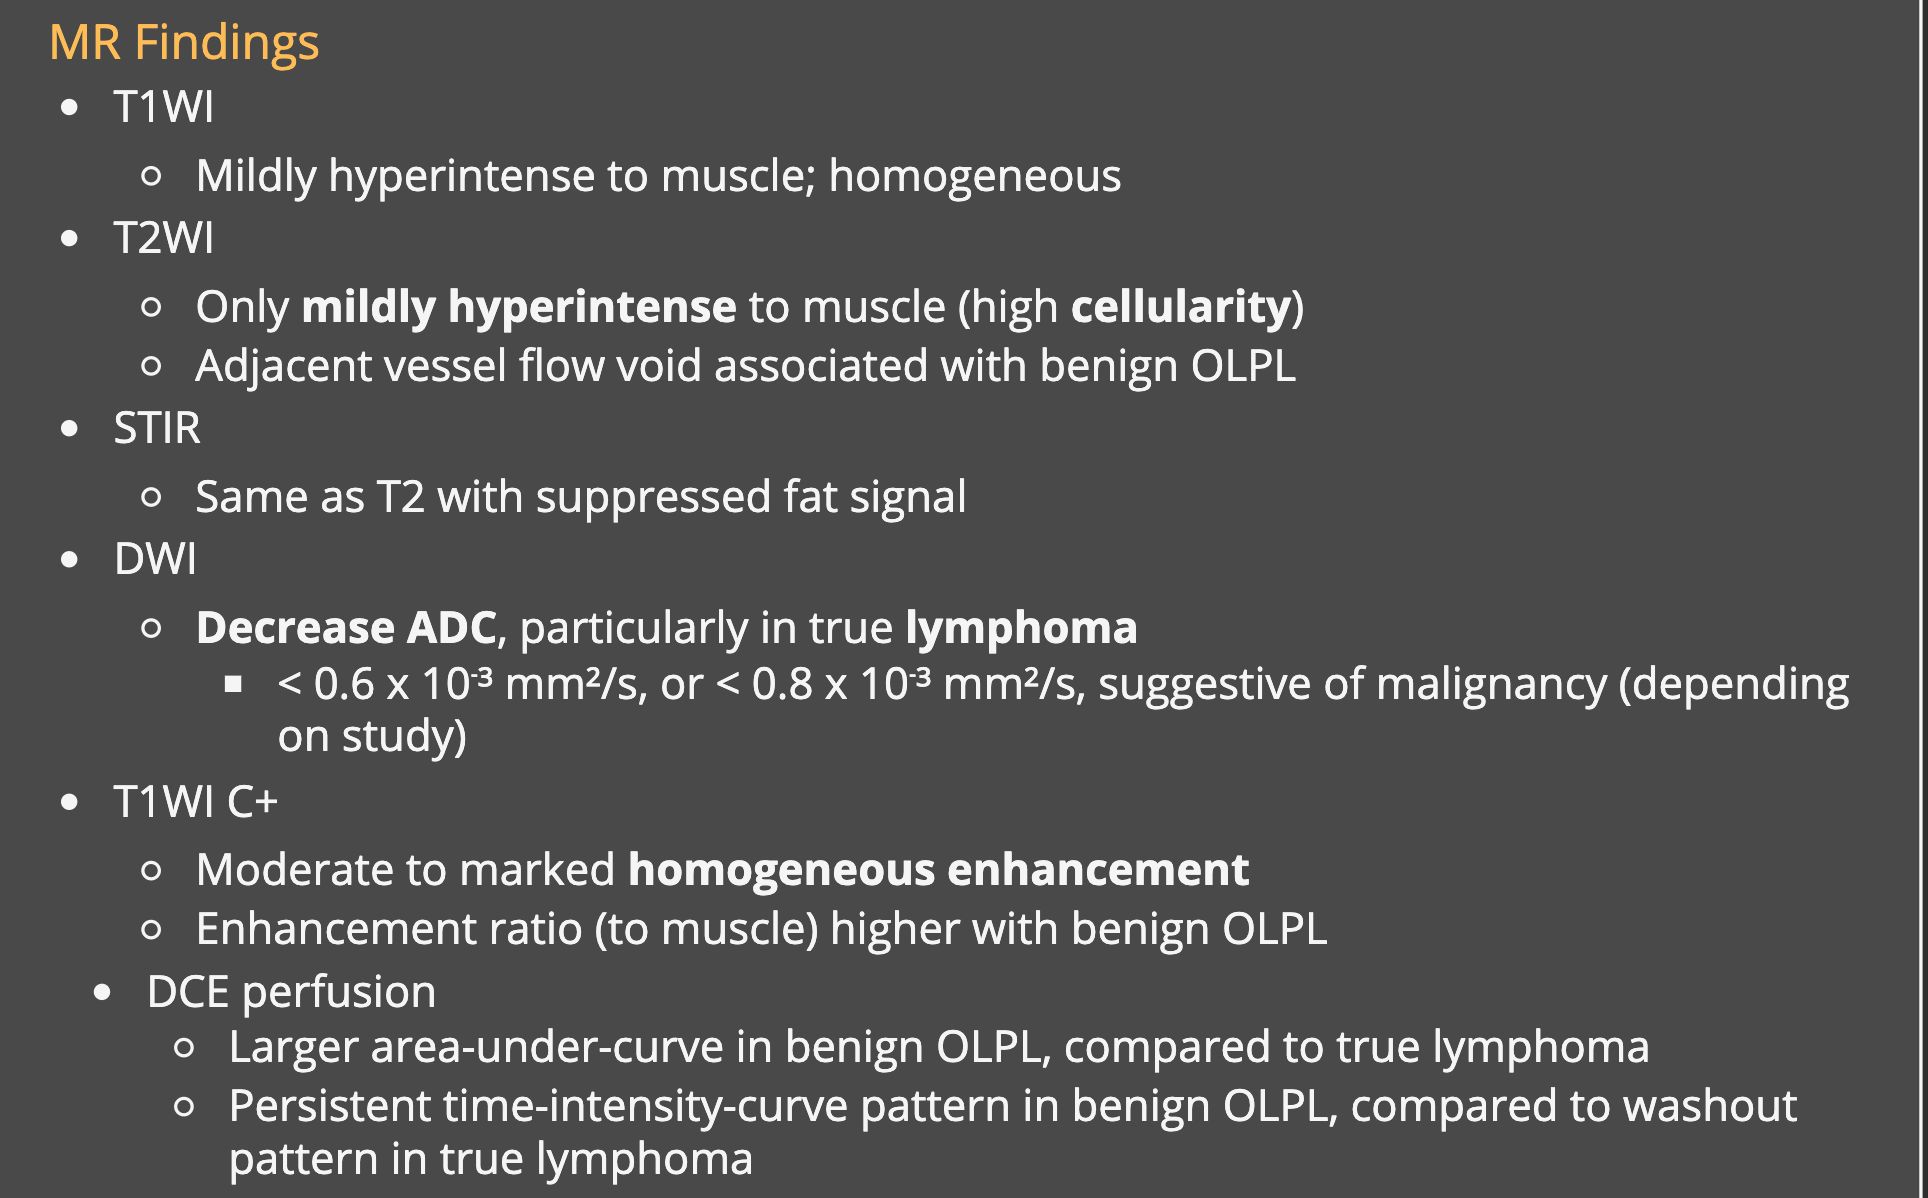 MR Findings
• T1WI
○ Mildly hyperintense to muscle; homogeneous
• T2WI
○ Only mildly hyperintense to muscle (high cellularity)
○ Adjacent vessel flow void associated with benign OLPL
• STIR
○ Same as T2 with suppressed fat signal
• DWI
○ Decrease ADC, particularly in true lymphoma
▪ < 0.6 x 10⁻³ mm²/s, or < 0.8 x 10⁻³ mm²/s, suggestive of malignancy (depending
on study)
• T1WI C+
○ Moderate to marked homogeneous enhancement
○ Enhancement ratio (to muscle) higher with benign OLPL
• DCE perfusion
○ Larger area-under-curve in benign OLPL, compared to true lymphoma
○ Persistent time-intensity-curve pattern in benign OLPL, compared to washout
pattern in true lymphoma